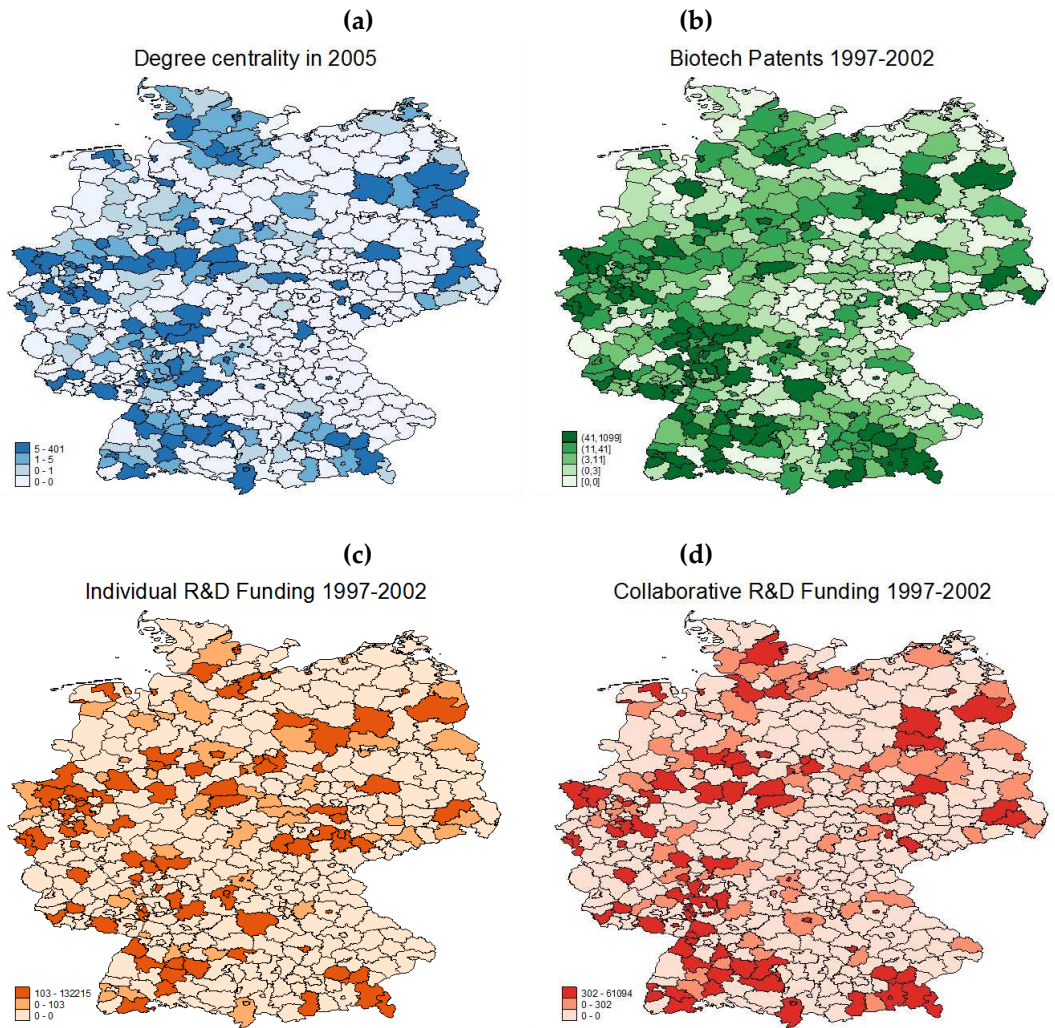 (a)
Degree centrality in 2005
5 - 401
1 - 5
0 - 1
0 - 0
(b)
Biotech Patents 1997-2002
(41,1099]
(11,41]
(3,11]
(0,3]
[0,0]
(c)
Individual R&D Funding 1997-2002
103 - 132215
0 - 103
0 - 0
(d)
Collaborative R&D Funding 1997-2002
302 - 61094
0 - 302
0 - 0